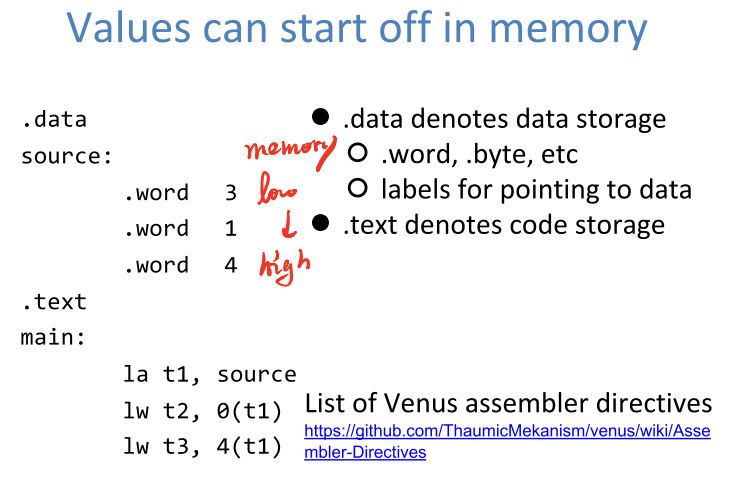 Values can start off in memory
.data
source:
.word 3
.word 1
.word 4
.text
main:
la t1, source
lw t2, 0(t1)
lw t3, 4(t1)
memory
low
↓
high
● .data denotes data storage
○ .word, .byte, etc
○ labels for pointing to data
● .text denotes code storage
List of Venus assembler directives
https://github.com/ThaumicMekanism/venus/wiki/Asse
mbler-Directives